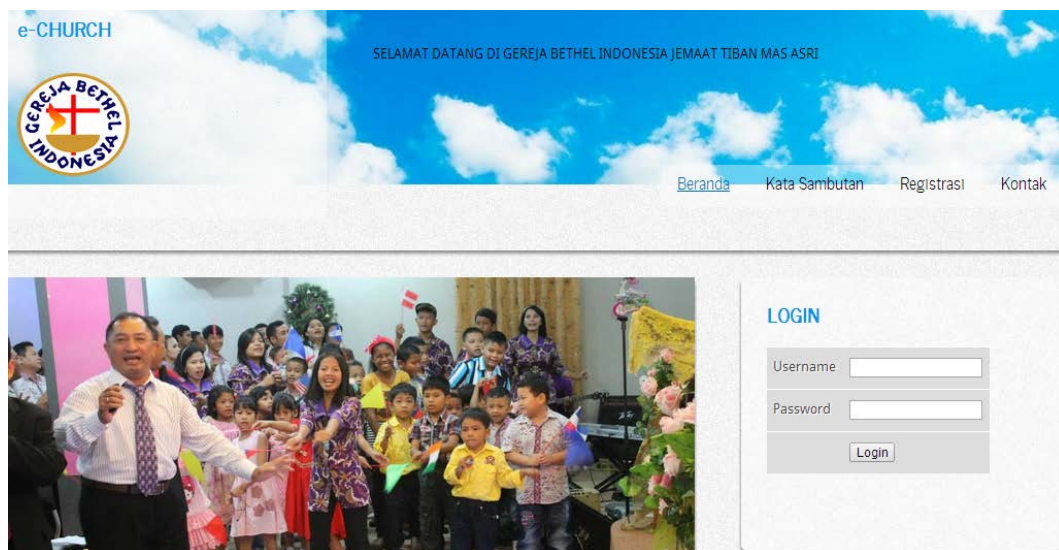 e-CHURCH
SELAMAT DATANG DI GEREJA BETHEL INDONESIA JEMAAT TIBAN MAS ASRI
GEREJA BETHEL
INDONESIA
Beranda Kata Sambutan Registrasi Kontak
LOGIN
Username
Password
Login